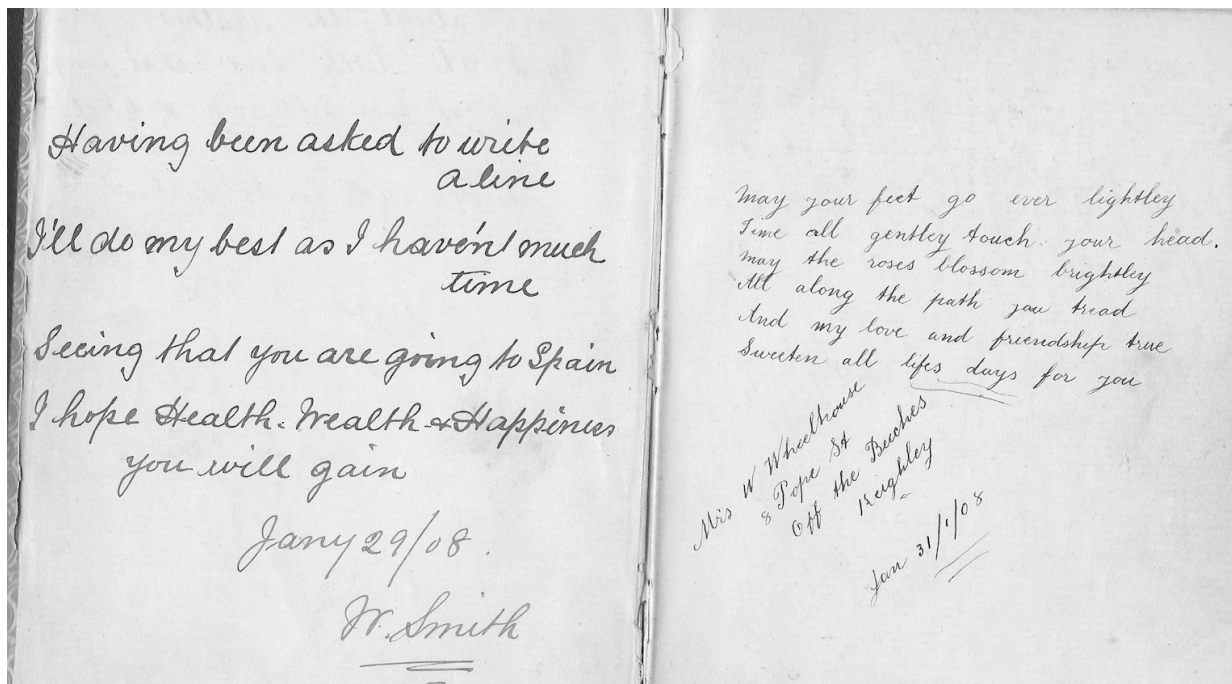 Having been asked to write
a line
I'll do my best as I haven't much
time
Seeing that you are going to Spain
I hope Health. Wealth & Happiness
you will gain
Jany 29/08.
W. Smith
May your feet go ever lightley
Time all gentley touch your head.
May the roses blossom brightley
All along the path you tread
And my love and friendship true
Sweeten all lifes days for you
Mrs W Wheelhouse
8 Pope St
Off the Beeches
Keighley
Jan 31/1/08